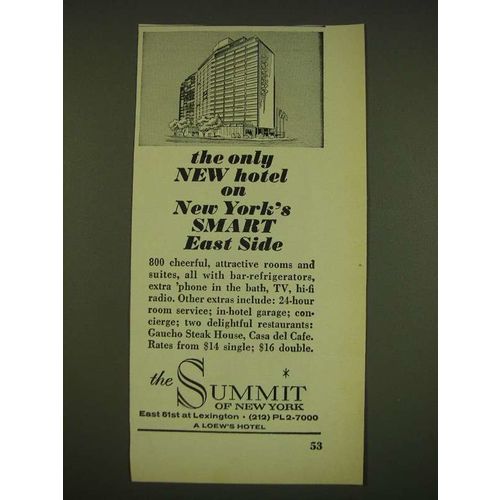 the only
NEW hotel
on
New York's
SMART
East Side
800 cheerful, attractive rooms and
suites, all with bar-refrigerators,
extra 'phone in the bath, TV, hi-fi
radio. Other extras include: 24-hour
room service; in-hotel garage; con-
cierge; two delightful restaurants:
Gaucho Steak House, Casa del Cafe.
Rates from $14 single; $16 double.
the SUMMIT*
OF NEW YORK
East 51st at Lexington • (212) PL 2-7000
A LOEW'S HOTEL
53